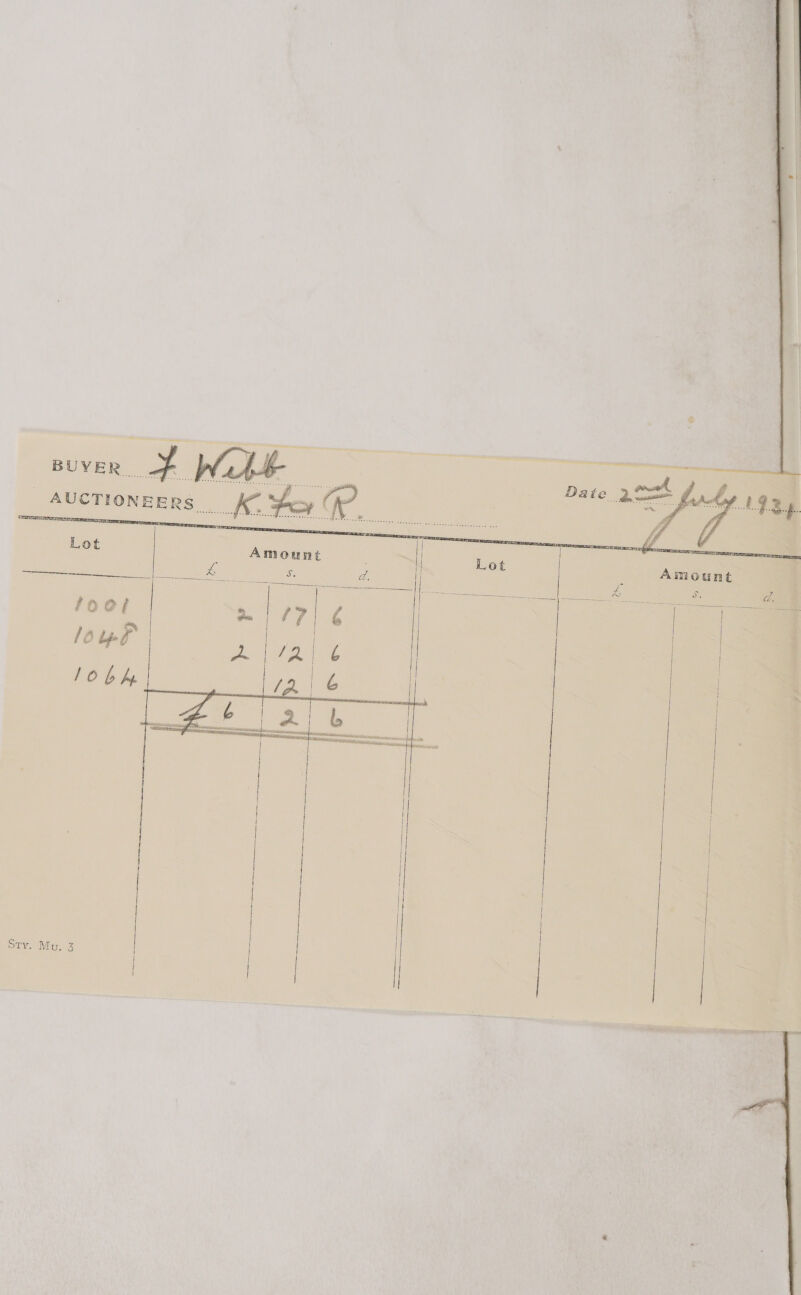 BUYER F Webb
AUCTIONEERS K. F & R. Date 2nd July 1924
Lot Amount Lot Amount
£ s. d. £ s. d.
1001 2 17 6
1048 2 12 6
1064 12 6
£ 6 2 6
Sty. Mu. 3